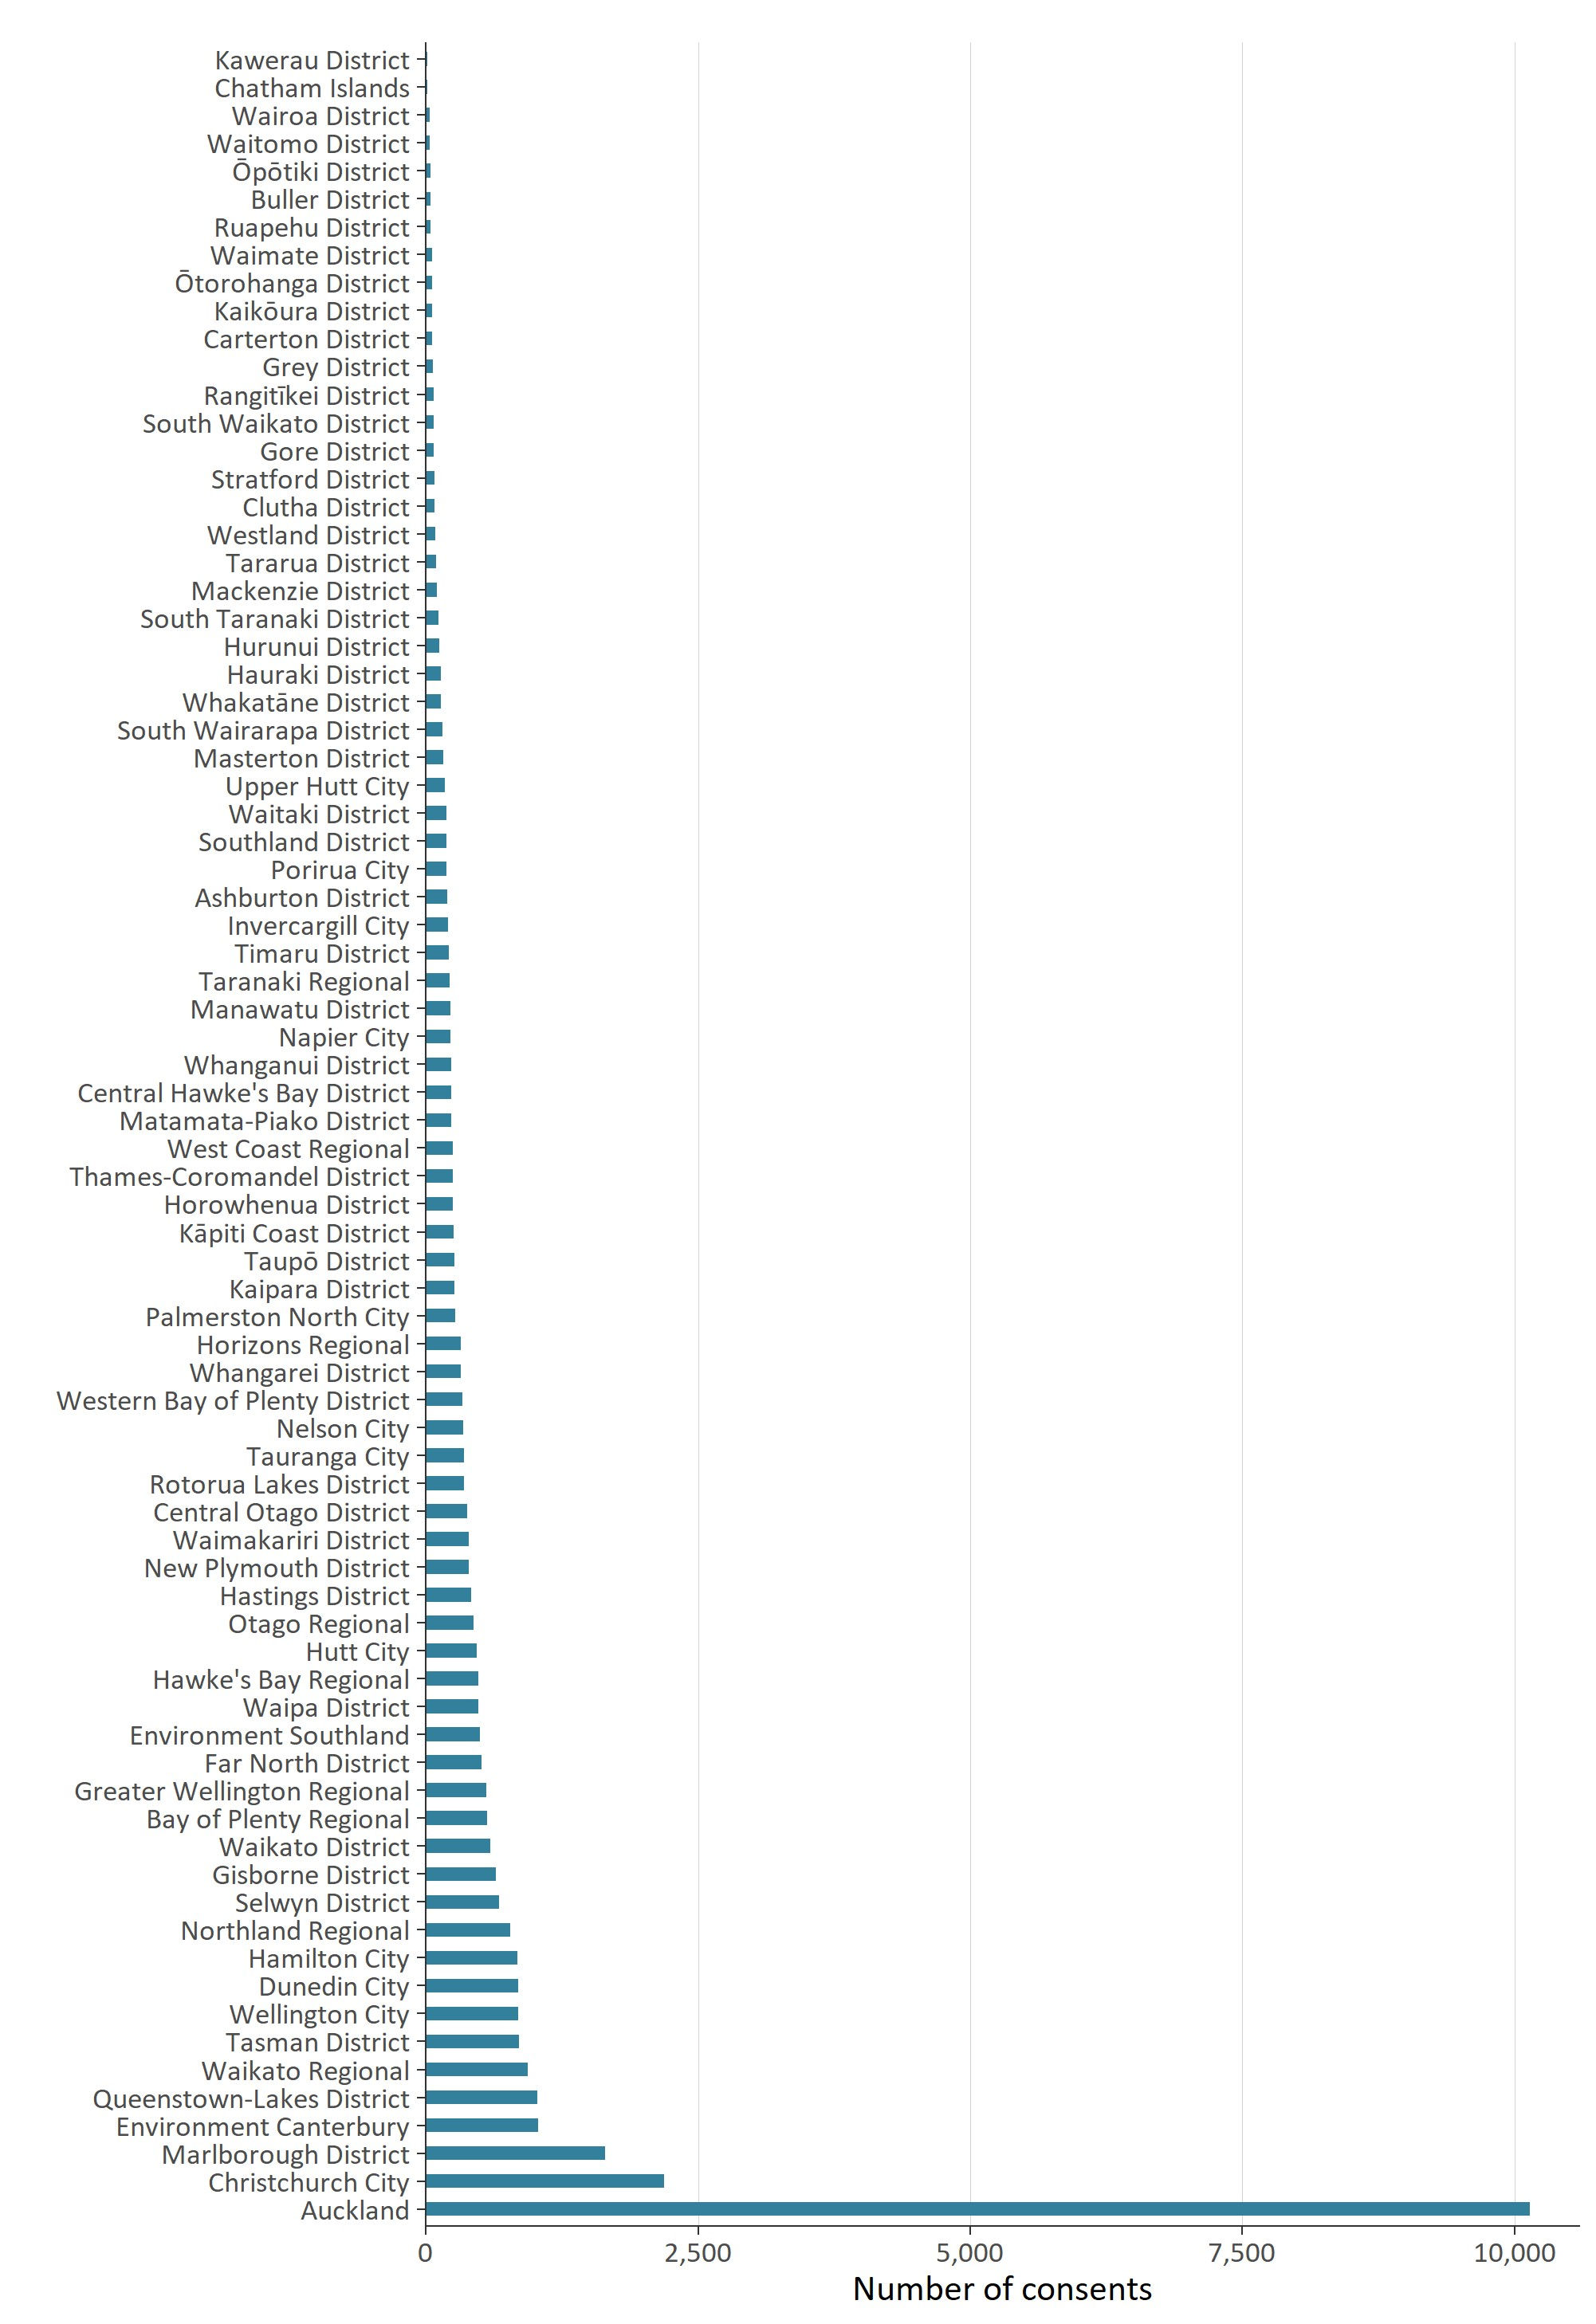 Kawerau District
Chatham Islands
Wairoa District
Waitomo District
Ōpōtiki District
Buller District
Ruapehu District
Waimate District
Ōtorohanga District
Kaikōura District
Carterton District
Grey District
Rangitīkei District
South Waikato District
Gore District
Stratford District
Clutha District
Westland District
Tararua District
Mackenzie District
South Taranaki District
Hurunui District
Hauraki District
Whakatāne District
South Wairarapa District
Masterton District
Upper Hutt City
Waitaki District
Southland District
Porirua City
Ashburton District
Invercargill City
Timaru District
Taranaki Regional
Manawatu District
Napier City
Whanganui District
Central Hawke's Bay District
Matamata-Piako District
West Coast Regional
Thames-Coromandel District
Horowhenua District
Kāpiti Coast District
Taupō District
Kaipara District
Palmerston North City
Horizons Regional
Whangarei District
Western Bay of Plenty District
Nelson City
Tauranga City
Rotorua Lakes District
Central Otago District
Waimakariri District
New Plymouth District
Hastings District
Otago Regional
Hutt City
Hawke's Bay Regional
Waipa District
Environment Southland
Far North District
Greater Wellington Regional
Bay of Plenty Regional
Waikato District
Gisborne District
Selwyn District
Northland Regional
Hamilton City
Dunedin City
Wellington City
Tasman District
Waikato Regional
Queenstown-Lakes District
Environment Canterbury
Marlborough District
Christchurch City
Auckland
0 2,500 5,000 7,500 10,000
Number of consents